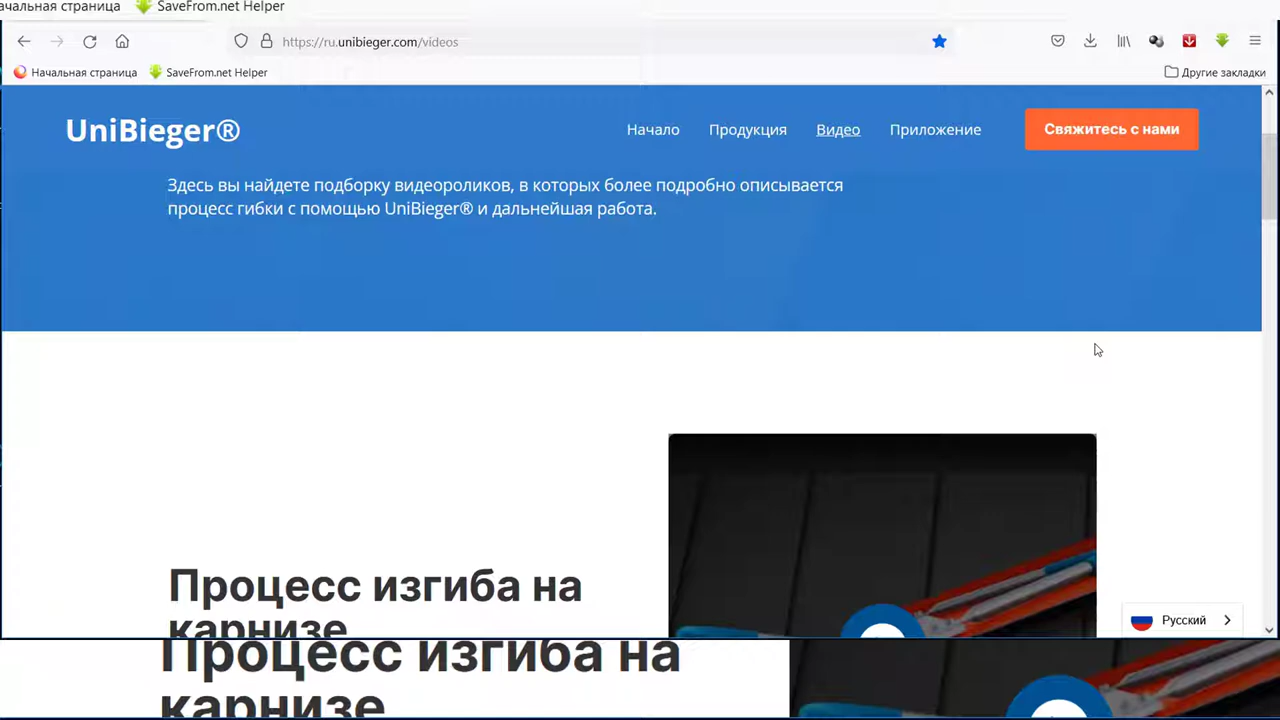 ачальная страница SaveFrom.net Helper
https://ru.unibieger.com/videos
Начальная страница SaveFrom.net Helper Другие закладки
UniBieger® Начало Продукция Видео Приложение Свяжитесь с нами
Здесь вы найдете подборку видеороликов, в которых более подробно описывается
процесс гибки с помощью UniBieger® и дальнейшая работа.
Процесс изгиба на
карнизе
Русский
Процесс изгиба на
карнизе